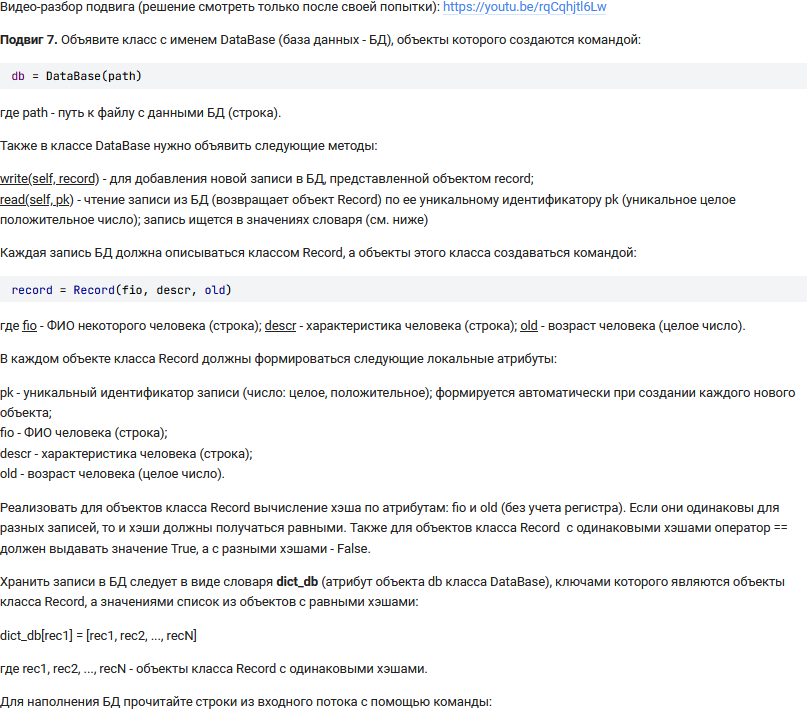 Видео-разбор подвига (решение смотреть только после своей попытки): https://youtu.be/rqCqhjtl6Lw
Подвиг 7. Объявите класс с именем DataBase (база данных - БД), объекты которого создаются командой:
db = DataBase(path)
где path - путь к файлу с данными БД (строка).
Также в классе DataBase нужно объявить следующие методы:
write(self, record) - для добавления новой записи в БД, представленной объектом record;
read(self, pk) - чтение записи из БД (возвращает объект Record) по ее уникальному идентификатору pk (уникальное целое
положительное число); запись ищется в значениях словаря (см. ниже)
Каждая запись БД должна описываться классом Record, а объекты этого класса создаваться командой:
record = Record(fio, descr, old)
где fio - ФИО некоторого человека (строка); descr - характеристика человека (строка); old - возраст человека (целое число).
В каждом объекте класса Record должны формироваться следующие локальные атрибуты:
pk - уникальный идентификатор записи (число: целое, положительное); формируется автоматически при создании каждого нового
объекта;
fio - ФИО человека (строка);
descr - характеристика человека (строка);
old - возраст человека (целое число).
Реализовать для объектов класса Record вычисление хэша по атрибутам: fio и old (без учета регистра). Если они одинаковы для
разных записей, то и хэши должны получаться равными. Также для объектов класса Record с одинаковыми хэшами оператор ==
должен выдавать значение True, а с разными хэшами - False.
Хранить записи в БД следует в виде словаря dict_db (атрибут объекта db класса DataBase), ключами которого являются объекты
класса Record, а значениями список из объектов с равными хэшами:
dict_db[rec1] = [rec1, rec2, ..., recN]
где rec1, rec2, ..., recN - объекты класса Record с одинаковыми хэшами.
Для наполнения БД прочитайте строки из входного потока с помощью команды: